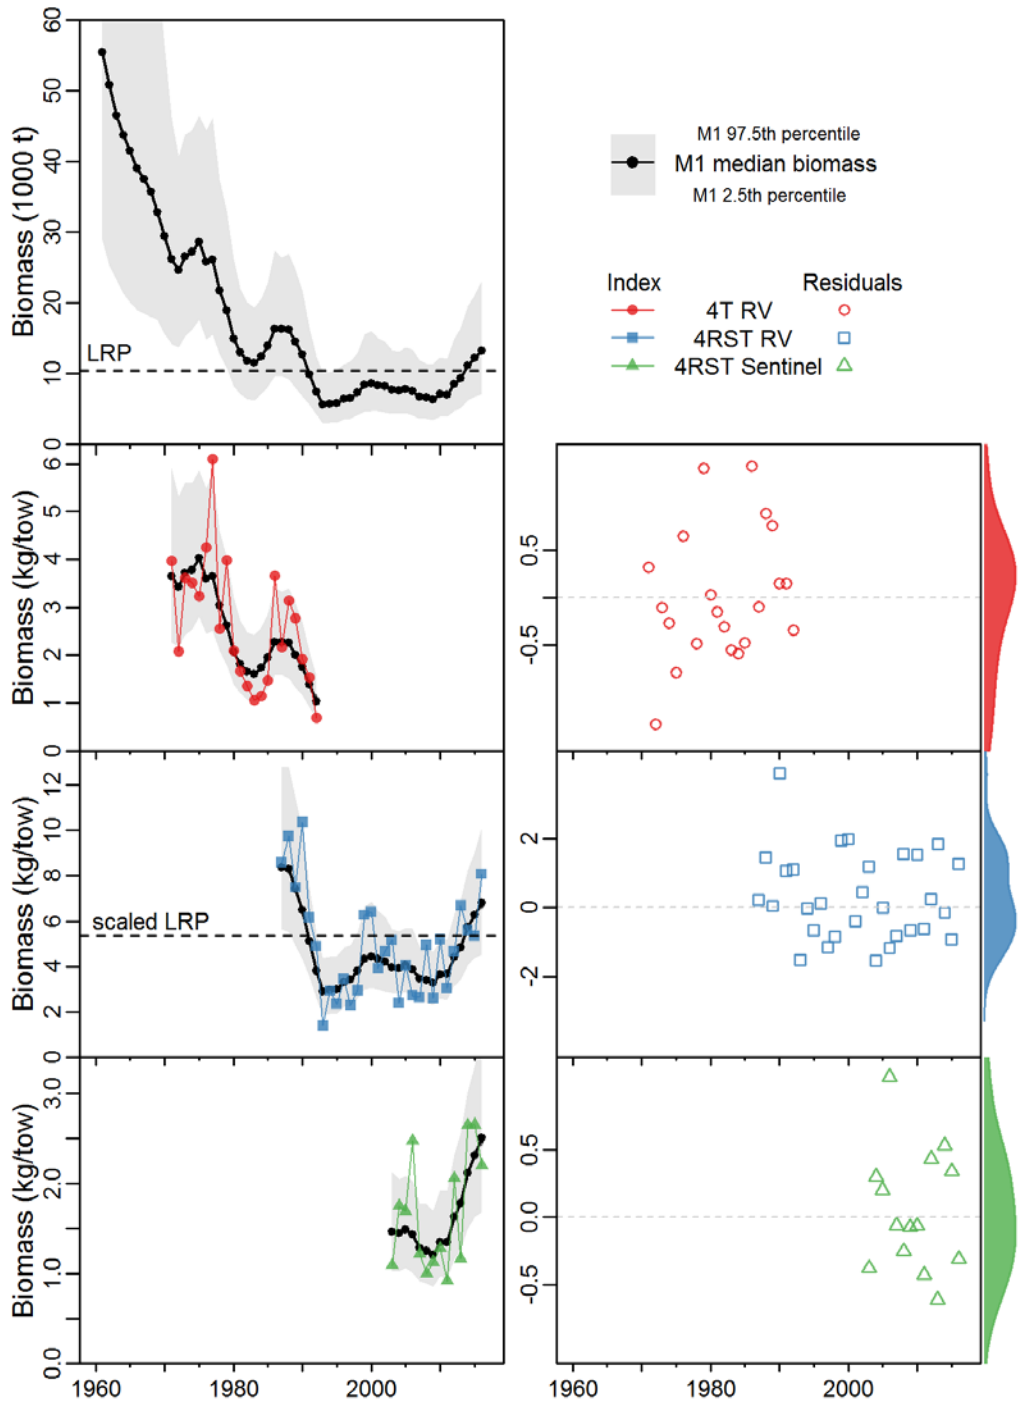 Biomass (1000 t)
60
50
40
30
20
10
0
LRP
M1 97.5th percentile
M1 median biomass
M1 2.5th percentile
Index Residuals
4T RV
4RST RV
4RST Sentinel
Biomass (kg/tow)
6
5
4
3
2
1
0
0.5
-0.5
Biomass (kg/tow)
12
10
8
6
4
2
0
scaled LRP
2
0
-2
Biomass (kg/tow)
3.0
2.0
1.0
0.0
0.5
0.0
-0.5
1960 1980 2000
1960 1980 2000